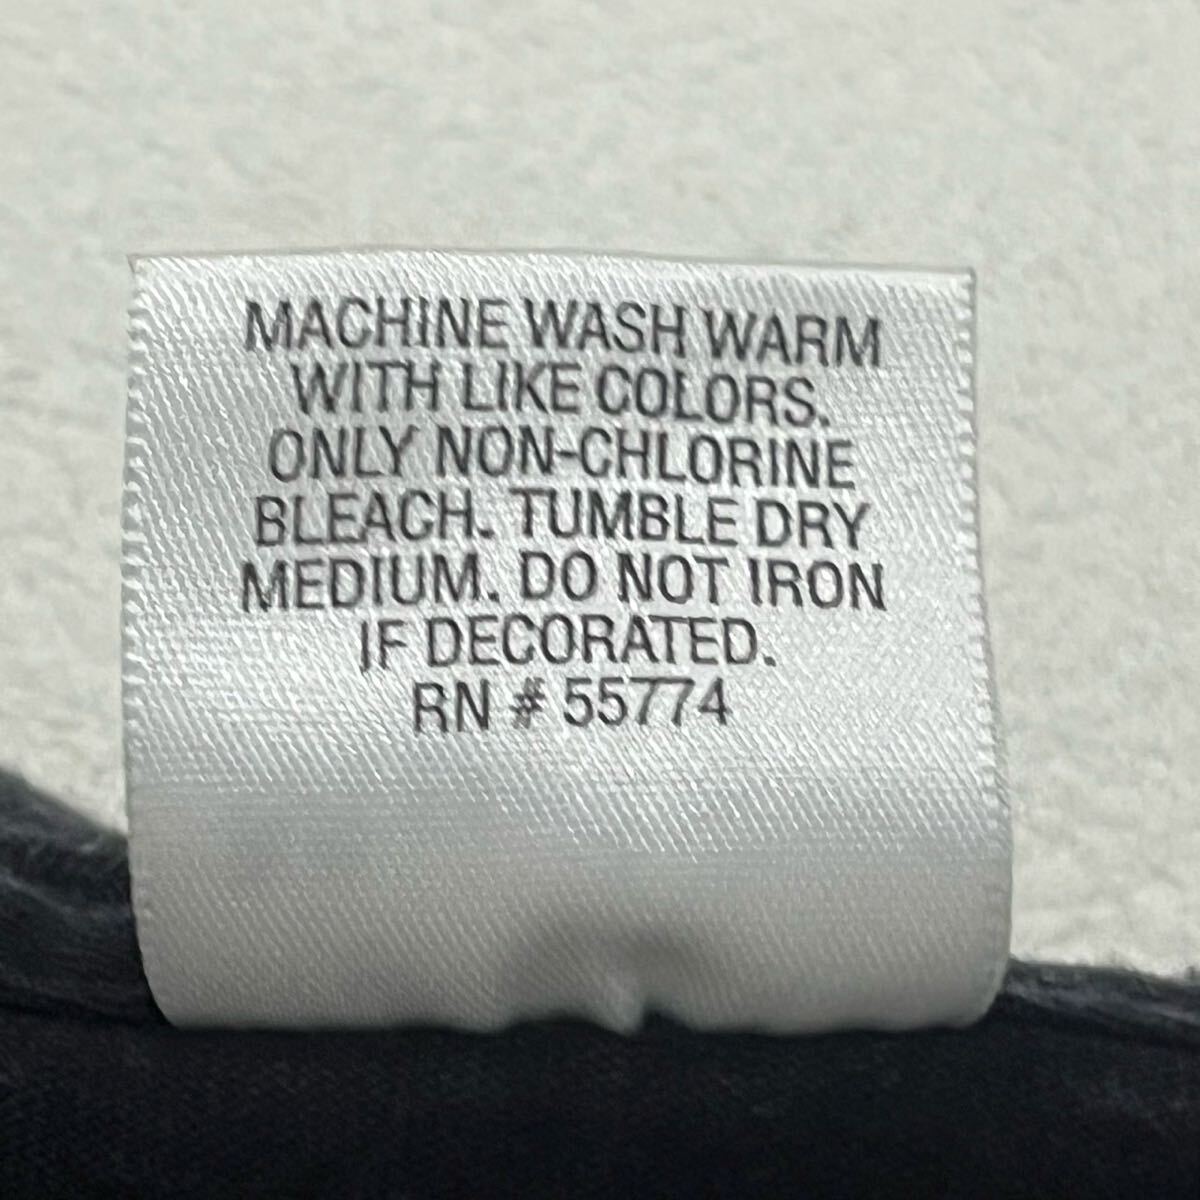 MACHINE WASH WARM
WITH LIKE COLORS.
ONLY NON-CHLORINE
BLEACH. TUMBLE DRY
MEDIUM. DO NOT IRON
IF DECORATED.
RN # 55774